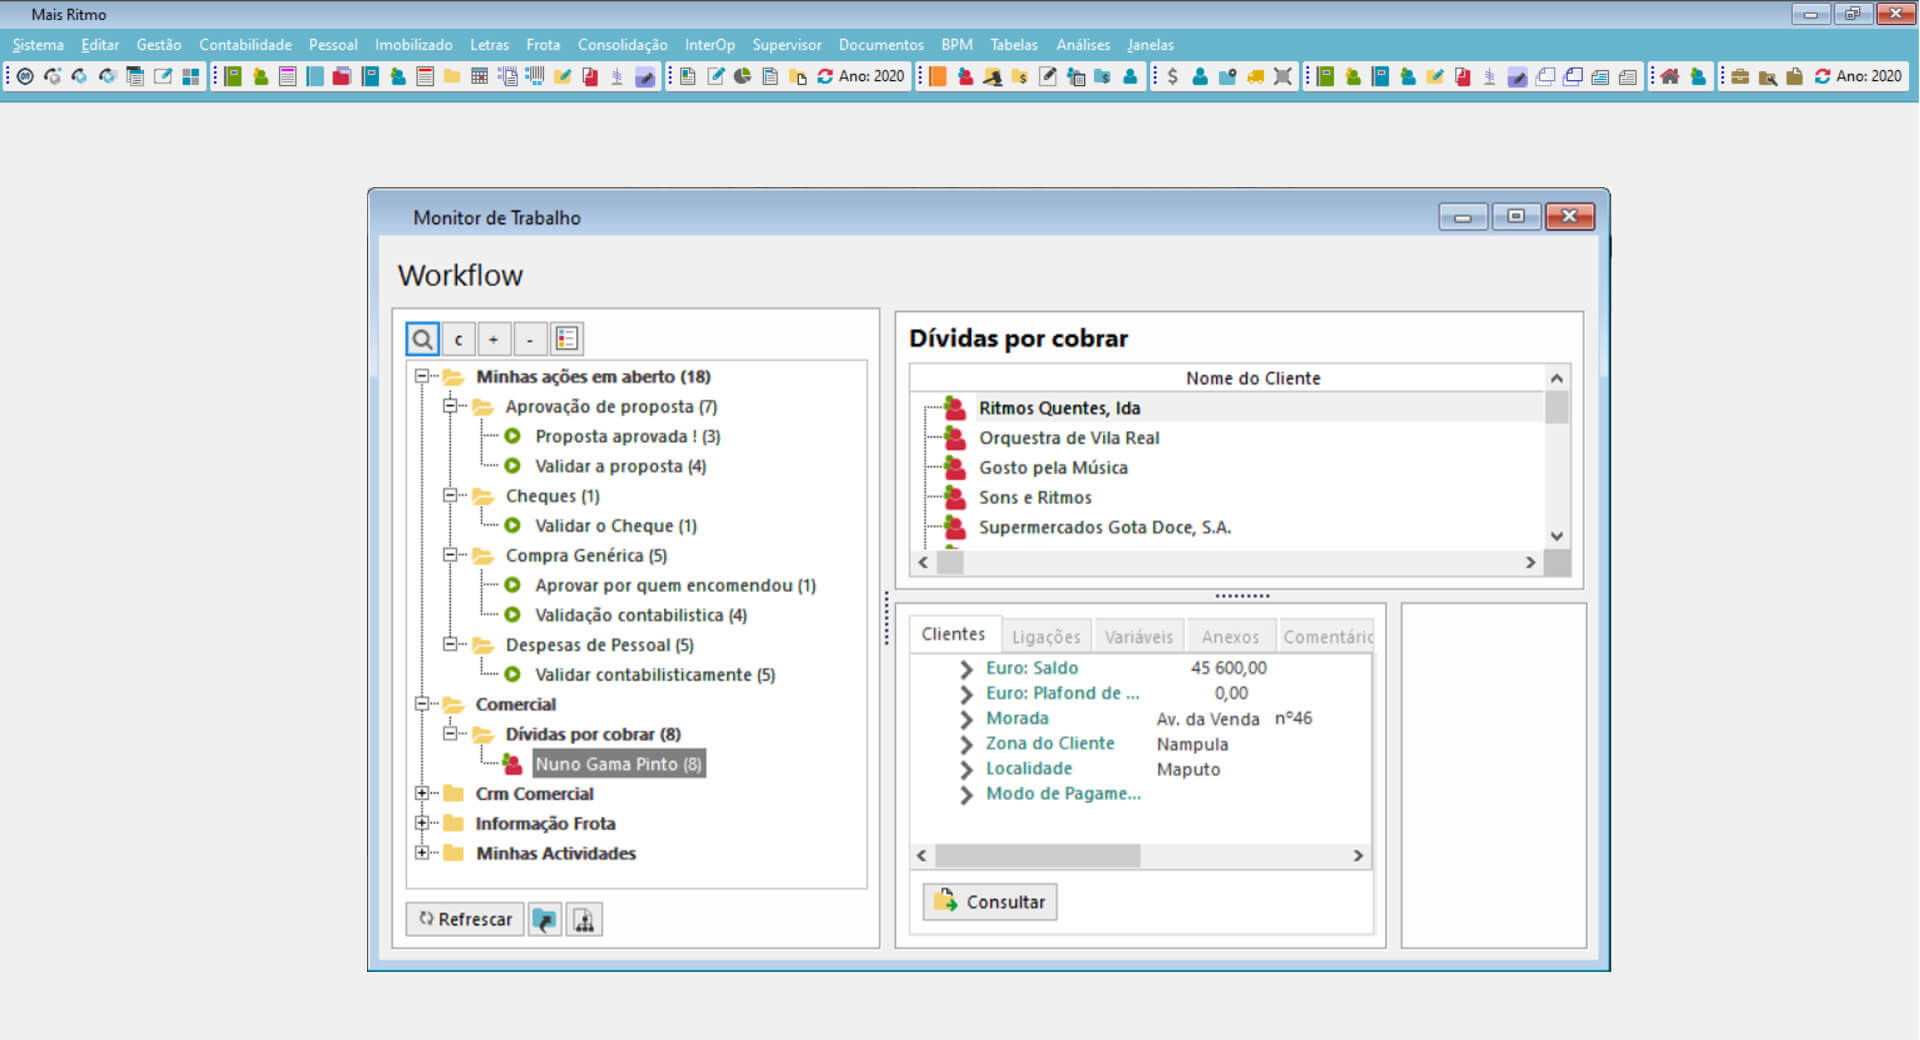 Mais Ritmo
Sistema Editar Gestão Contabilidade Pessoal Imobilizado Letras Frota Consolidação InterOp Supervisor Documentos BPM Tabelas Análises Janelas
Ano: 2020 Ano: 2020
Monitor de Trabalho
Workflow
c + -
Minhas ações em aberto (18)
Aprovação de proposta (7)
Proposta aprovada ! (3)
Validar a proposta (4)
Cheques (1)
Validar o Cheque (1)
Compra Genérica (5)
Aprovar por quem encomendou (1)
Validação contabilistica (4)
Despesas de Pessoal (5)
Validar contabilisticamente (5)
Comercial
Dívidas por cobrar (8)
Nuno Gama Pinto (8)
Crm Comercial
Informação Frota
Minhas Actividades
Refrescar
Dívidas por cobrar
Nome do Cliente
Ritmos Quentes, lda
Orquestra de Vila Real
Gosto pela Música
Sons e Ritmos
Supermercados Gota Doce, S.A.
Clientes Ligações Variáveis Anexos Comentáric
Euro: Saldo 45 600,00
Euro: Plafond de ... 0,00
Morada Av. da Venda nº46
Zona do Cliente Nampula
Localidade Maputo
Modo de Pagame...
Consultar